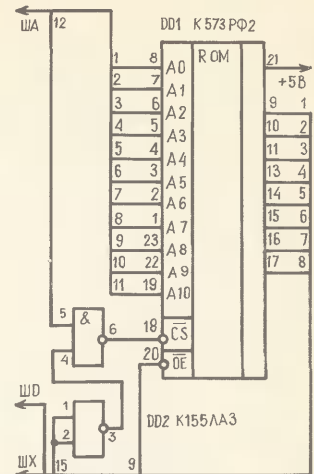 ША
12
DD1 К573РФ2
ROM
1 8 A0 21
+5В
2 7 A1 9 1
3 6 A2 10 2
4 5 A3 11 3
5 4 A4 13 4
6 3 A5 14 5
7 2 A6 15 6
8 1 A7 16 7
9 23 A8 17 8
10 22 A9
11 19 A10
5 & 6 18 CS
4
20 OE
ШD
1 3
2
DD2 К155ЛА3
ШХ 15 9